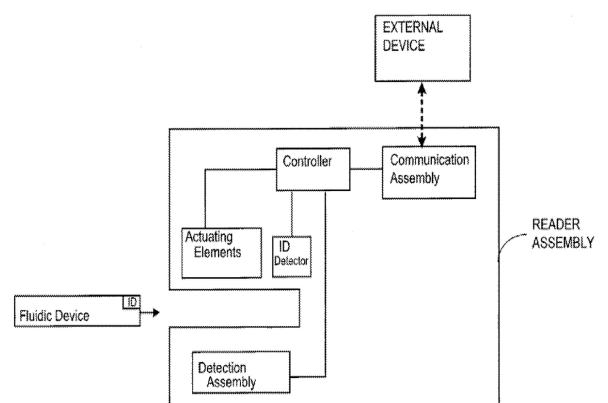 EXTERNAL
DEVICE
Controller
Communication
Assembly
Actuating
Elements
ID
Detector
READER
ASSEMBLY
ID
Fluidic Device
Detection
Assembly